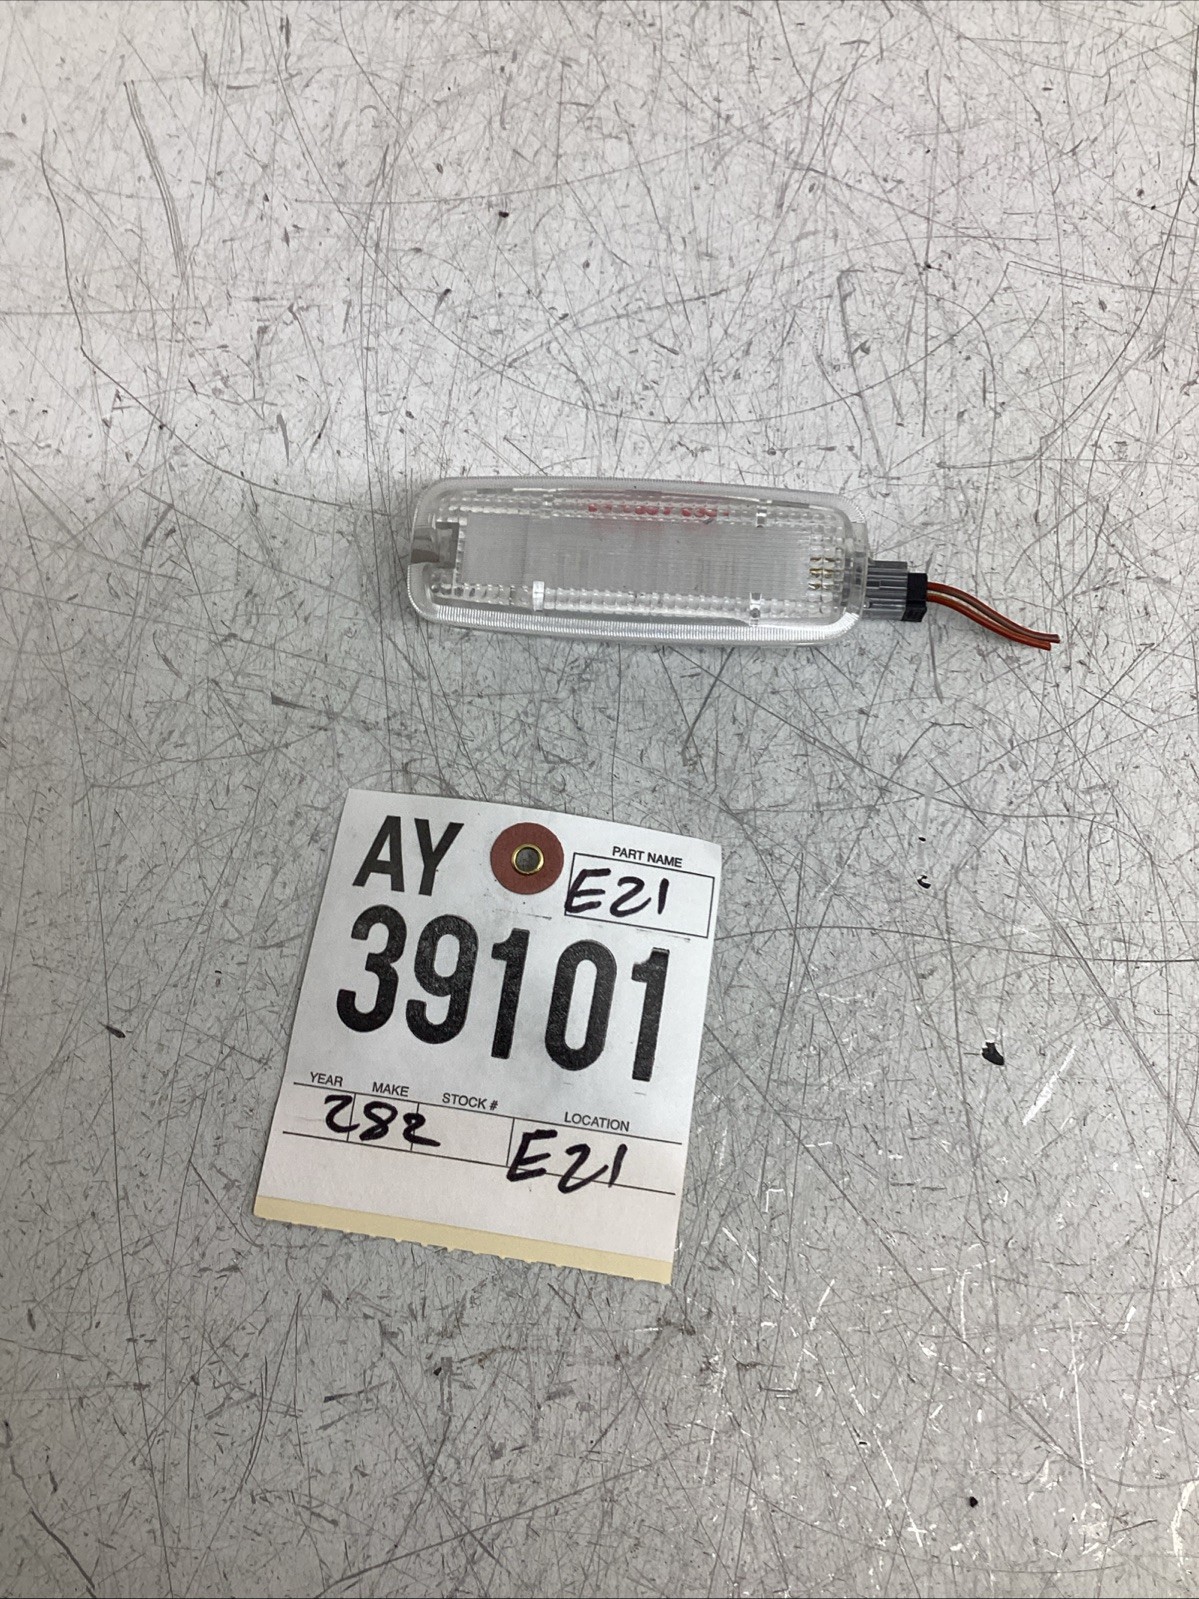 AY
PART NAME
E21
39101
YEAR MAKE STOCK # LOCATION
282 E21